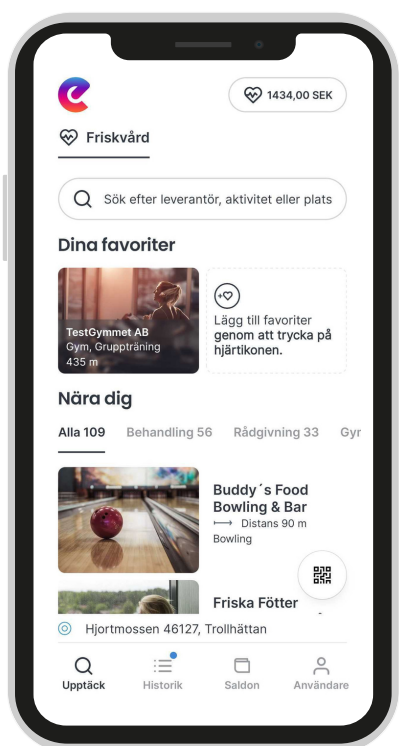 1434,00 SEK
Friskvård
Sök efter leverantör, aktivitet eller plats
Dina favoriter
TestGymmet AB
Gym, Gruppträning
435 m
Lägg till favoriter
genom att trycka på
hjärtikonen.
Nära dig
Alla 109 Behandling 56 Rådgivning 33 Gyr
Buddy´s Food
Bowling & Bar
Distans 90 m
Bowling
Friska Fötter
Hjortmossen 46127, Trollhättan
Upptäck Historik Saldon Användare